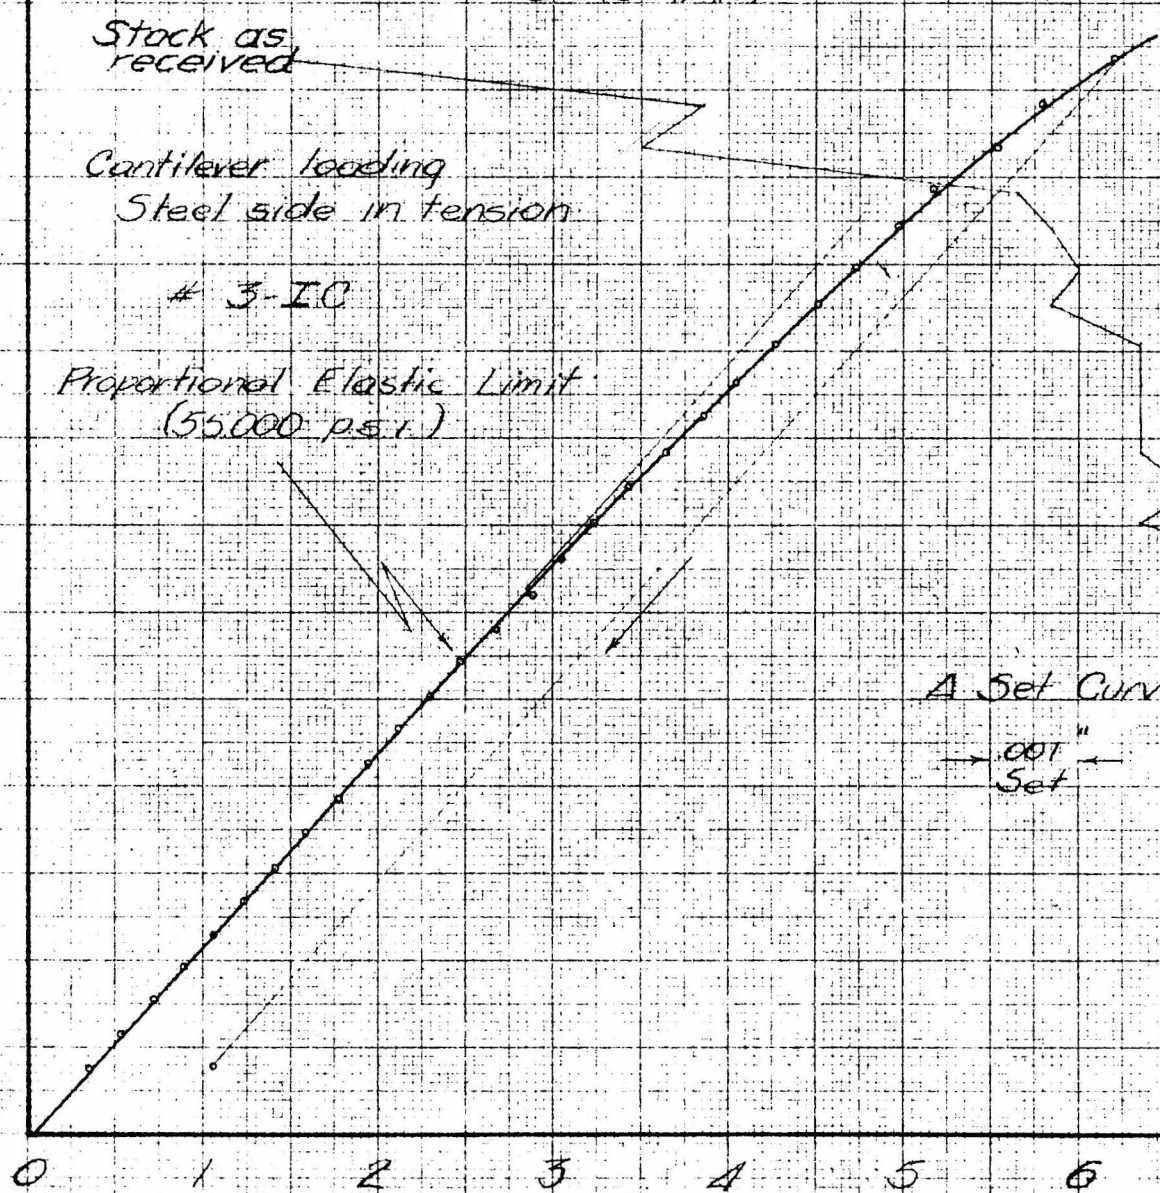 Stock as
received
Cantilever loading
Steel side in tension
# 3-IC
Proportional Elastic Limit
(55,000 p.s.i.)
A Set Curv
.001"
Set
0 1 2 3 4 5 6